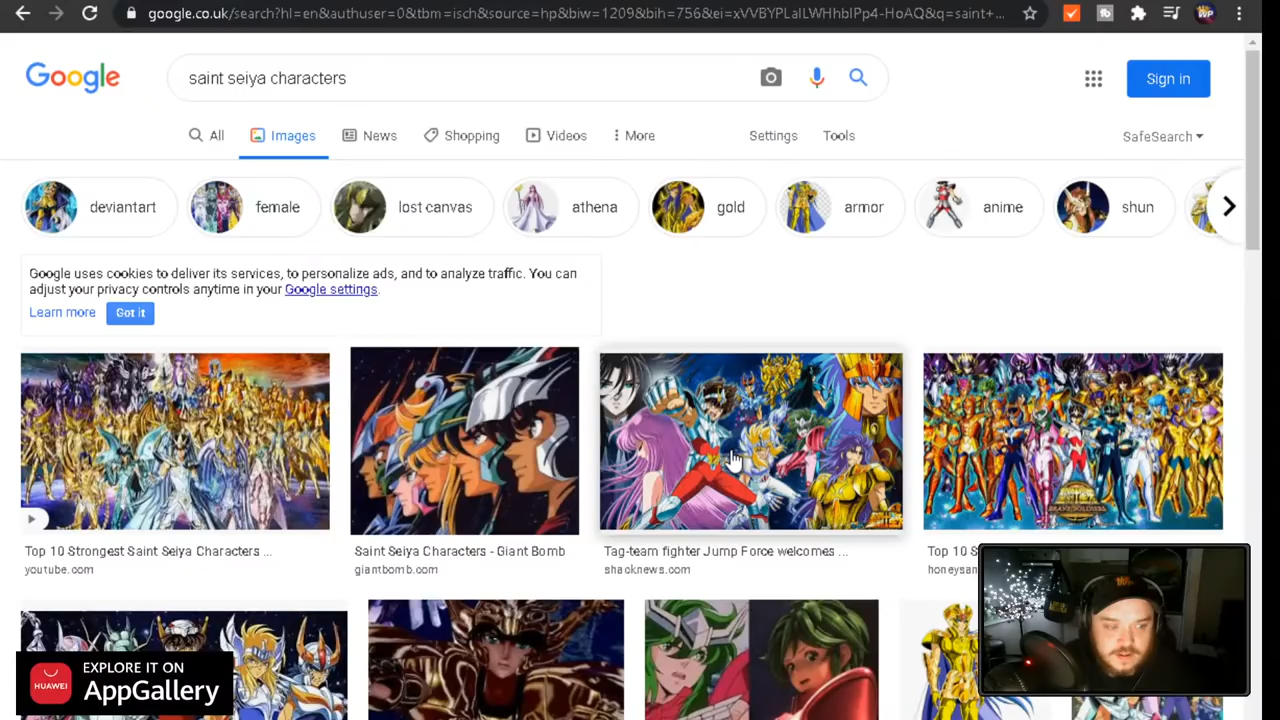 google.co.uk/search?hl=en&authuser=0&tbm=isch&source=hp&biw=1209&bih=756&ei=xVVBYPLaILWHhbIPp4-HoAQ&q=saint+...
Google
saint seiya characters
Sign in
All
Images
News
Shopping
Videos
More
Settings
Tools
SafeSearch
deviantart
female
lost canvas
athena
gold
armor
anime
shun
Google uses cookies to deliver its services, to personalize ads, and to analyze traffic. You can
adjust your privacy controls anytime in your Google settings.
Learn more
Got it
Top 10 Strongest Saint Seiya Characters ...
youtube.com
Saint Seiya Characters - Giant Bomb
giantbomb.com
Tag-team fighter Jump Force welcomes ...
shacknews.com
Top 10 S
honeysan
HUAWEI
EXPLORE IT ON
AppGallery